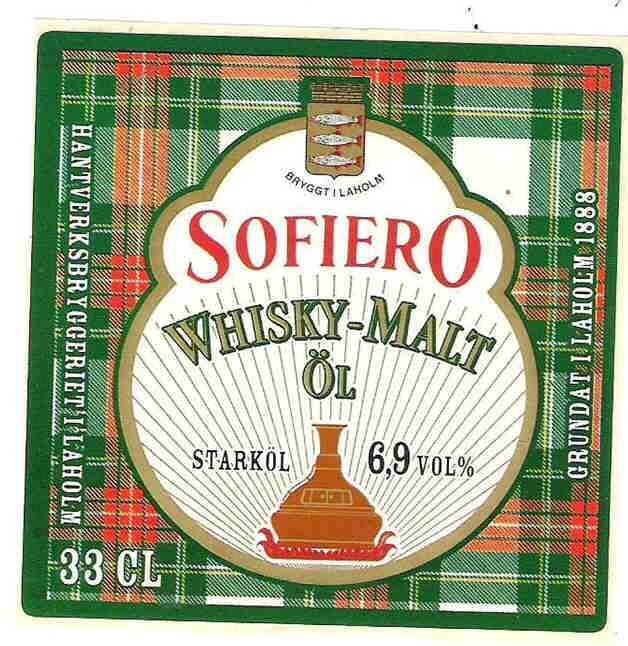 BRYGGT I LAHOLM
SOFIERO
WHISKY-MALT
ÖL
STARKÖL 6,9 VOL%
HANTVERKSBRYGGERIET I LAHOLM
GRUNDAT I LAHOLM 1888
33 CL